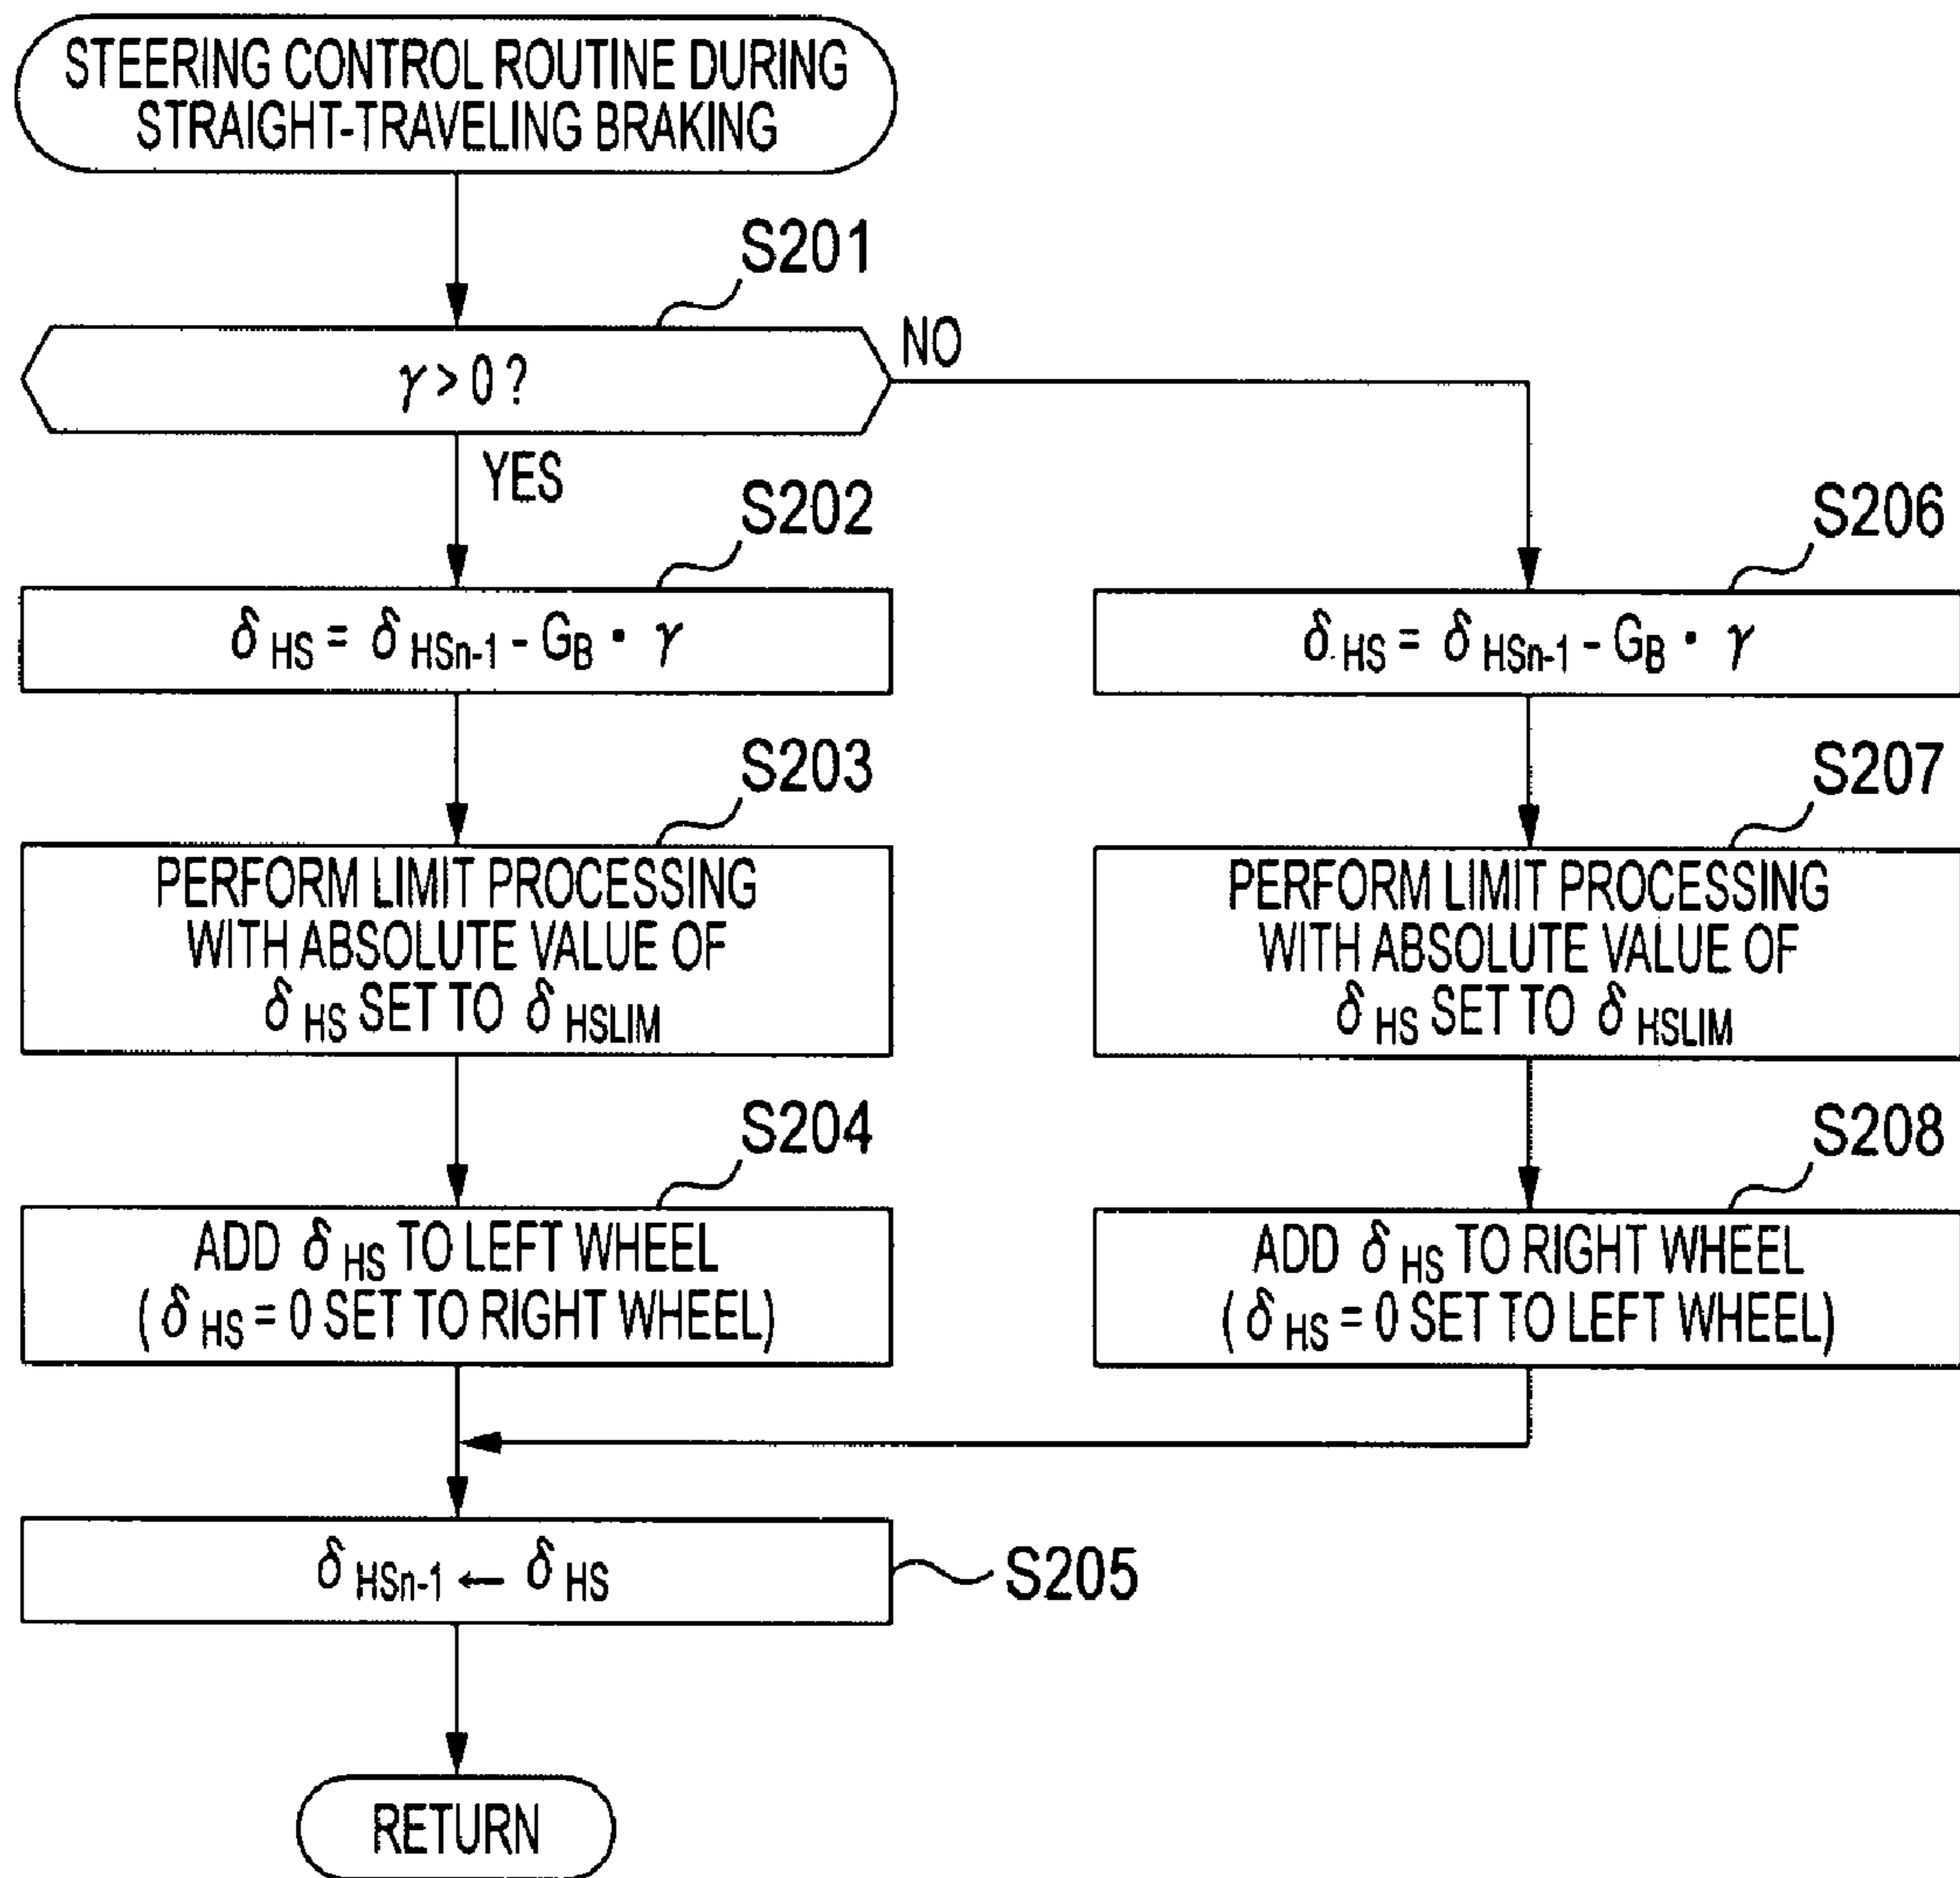 STEERING CONTROL ROUTINE DURING
STRAIGHT-TRAVELING BRAKING
S201
γ > 0 ?
NO
YES
S202
δ HS = δ HSn-1 - GB • γ
S203
PERFORM LIMIT PROCESSING
WITH ABSOLUTE VALUE OF
δ HS SET TO δ HSLIM
S204
ADD δ HS TO LEFT WHEEL
( δ HS = 0 SET TO RIGHT WHEEL)
S206
δ HS = δ HSn-1 - GB • γ
S207
PERFORM LIMIT PROCESSING
WITH ABSOLUTE VALUE OF
δ HS SET TO δ HSLIM
S208
ADD δ HS TO RIGHT WHEEL
( δ HS = 0 SET TO LEFT WHEEL)
δ HSn-1 ← δ HS
S205
RETURN